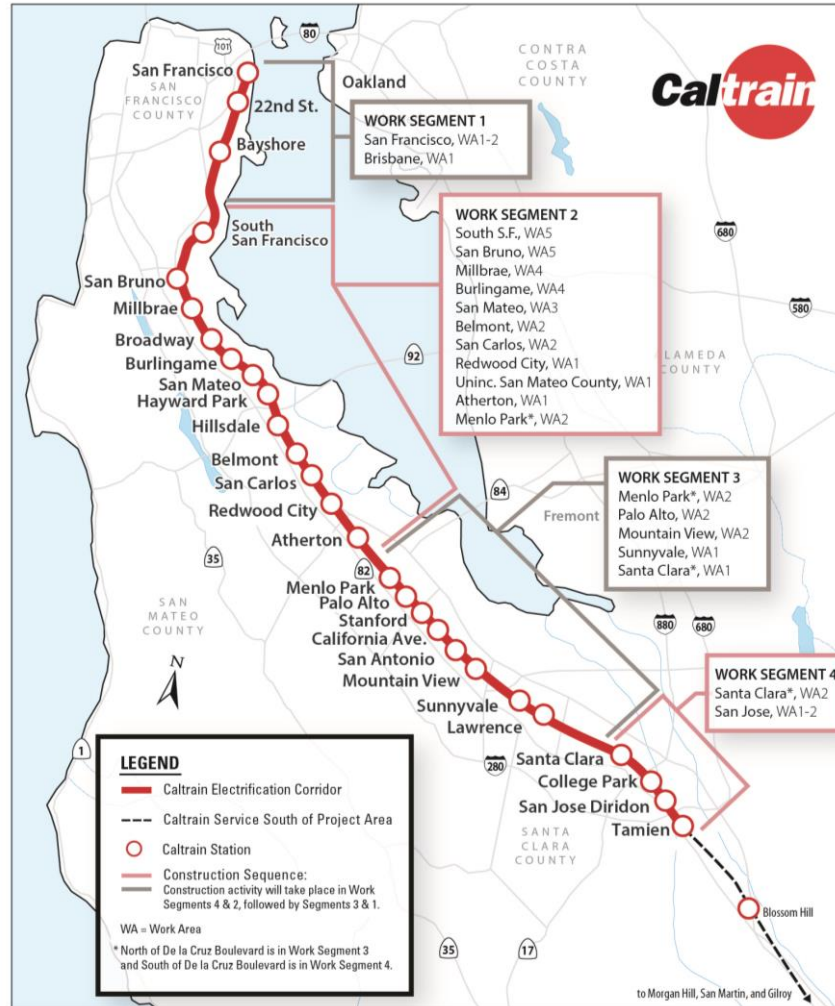 101
80
San Francisco
SAN
FRANCISCO
COUNTY
22nd St.
Bayshore
Oakland
CONTRA
COSTA
COUNTY
Caltrain
WORK SEGMENT 1
San Francisco, WA1-2
Brisbane, WA1
South
San Francisco
San Bruno
Millbrae
Broadway
Burlingame
San Mateo
Hayward Park
Hillsdale
Belmont
San Carlos
Redwood City
Atherton
WORK SEGMENT 2
South S.F., WA5
San Bruno, WA5
Millbrae, WA4
Burlingame, WA4
San Mateo, WA3
Belmont, WA2
San Carlos, WA2
Redwood City, WA1
Uninc. San Mateo County, WA1
Atherton, WA1
Menlo Park*, WA2
680
580
92
LAMEDA
COUNTY
84
Fremont
WORK SEGMENT 3
Menlo Park*, WA2
Palo Alto, WA2
Mountain View, WA2
Sunnyvale, WA1
Santa Clara*, WA1
35
82
SAN
MATEO
COUNTY
N
Menlo Park
Palo Alto
Stanford
California Ave.
San Antonio
Mountain View
Sunnyvale
Lawrence
880
680
WORK SEGMENT 4
Santa Clara*, WA2
San Jose, WA1-2
1
280
Santa Clara
College Park
San Jose Diridon
Tamien
SANTA
CLARA
COUNTY
LEGEND
Caltrain Electrification Corridor
Caltrain Service South of Project Area
Caltrain Station
Construction Sequence:
Construction activity will take place in Work
Segments 4 & 2, followed by Segments 3 & 1.
WA = Work Area
* North of De la Cruz Boulevard is in Work Segment 3
and South of De la Cruz Boulevard is in Work Segment 4.
35
17
Blossom Hill
to Morgan Hill, San Martin, and Gilroy